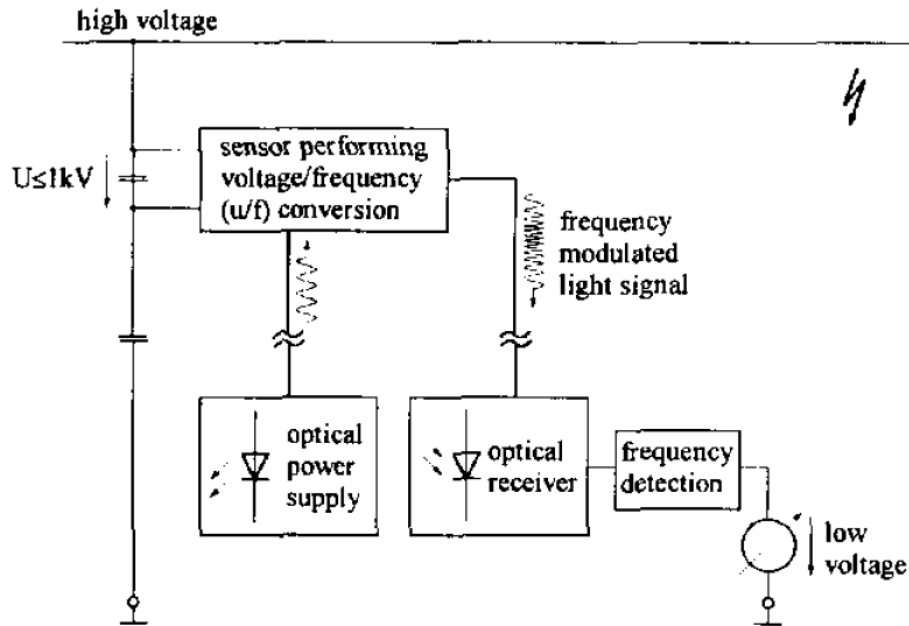 high voltage
U≤1kV
sensor performing
voltage/frequency
(u/f) conversion
frequency
modulated
light signal
optical
power
supply
optical
receiver
frequency
detection
low
voltage